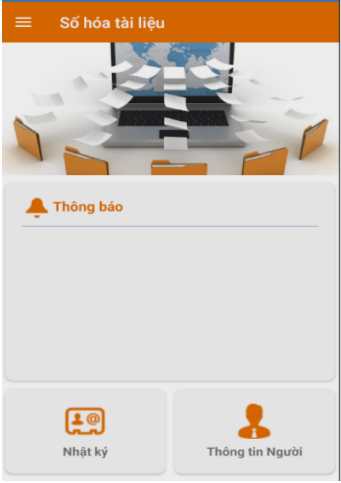 Số hóa tài liệu
Thông báo
Nhật ký
Thông tin Người